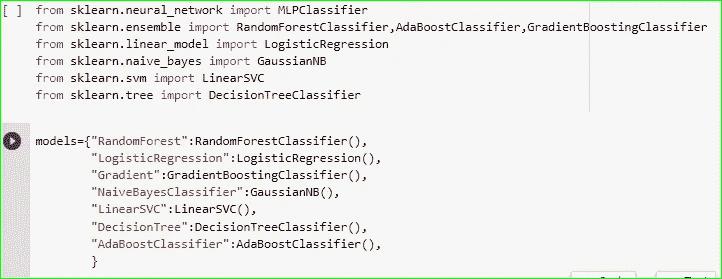 [ ] from sklearn.neural_network import MLPClassifier
from sklearn.ensemble import RandomForestClassifier,AdaBoostClassifier,GradientBoostingClassifier
from sklearn.linear_model import LogisticRegression
from sklearn.naive_bayes import GaussianNB
from sklearn.svm import LinearSVC
from sklearn.tree import DecisionTreeClassifier
models={"RandomForest":RandomForestClassifier(),
"LogisticRegression":LogisticRegression(),
"Gradient":GradientBoostingClassifier(),
"NaiveBayesClassifier":GaussianNB(),
"LinearSVC":LinearSVC(),
"DecisionTree":DecisionTreeClassifier(),
"AdaBoostClassifier":AdaBoostClassifier(),
}